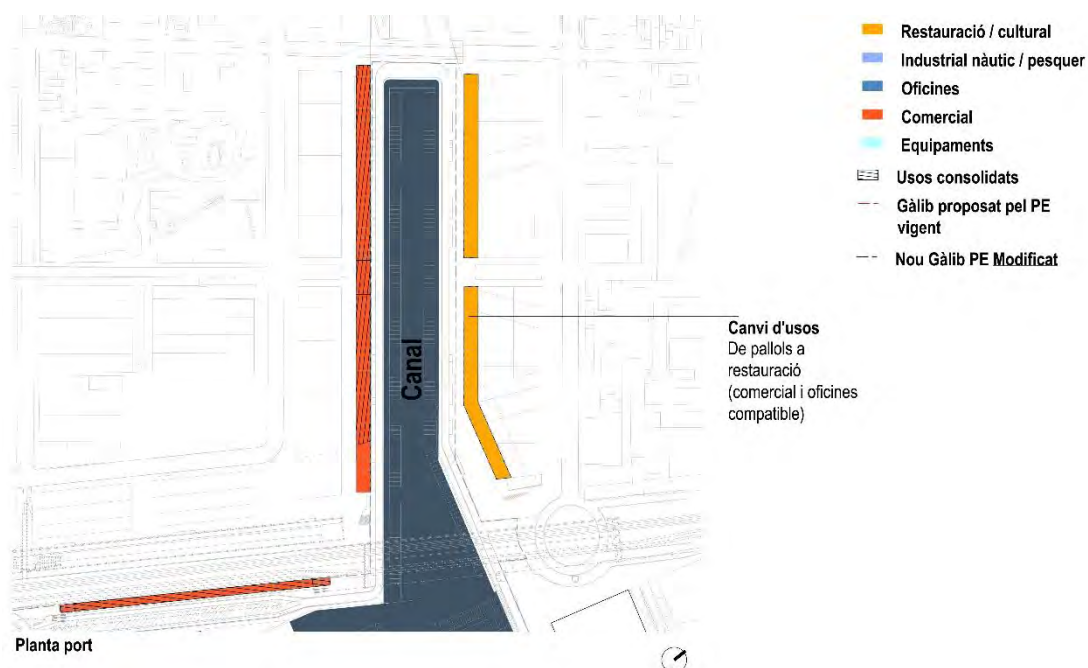 Restauració / cultural
Industrial nàutic / pesquer
Oficines
Comercial
Equipaments
Usos consolidats
Gàlib proposat pel PE
vigent
Nou Gàlib PE Modificat
Canal
Canvi d'usos
De pallols a
restauració
(comercial i oficines
compatible)
Planta port